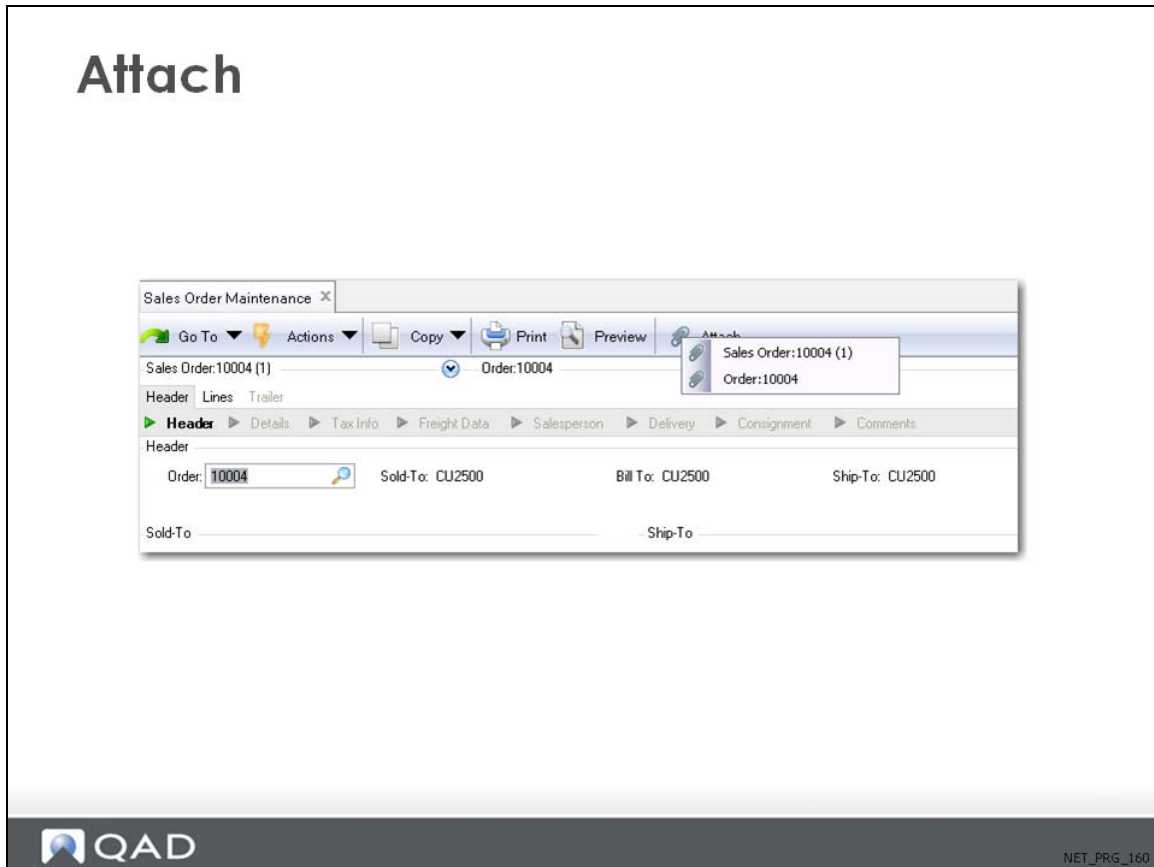 Attach
Sales Order Maintenance
Go To Actions Copy Print Preview Attach
Sales Order:10004 (1)
Order:10004
Sales Order:10004 (1) Order:10004
Header Lines Trailer
Header Details Tax Info Freight Data Salesperson Delivery Consignment Comments
Header
Order: 10004 Sold-To: CU2500 Bill To: CU2500 Ship-To: CU2500
Sold-To Ship-To
QAD
NET_PRG_160